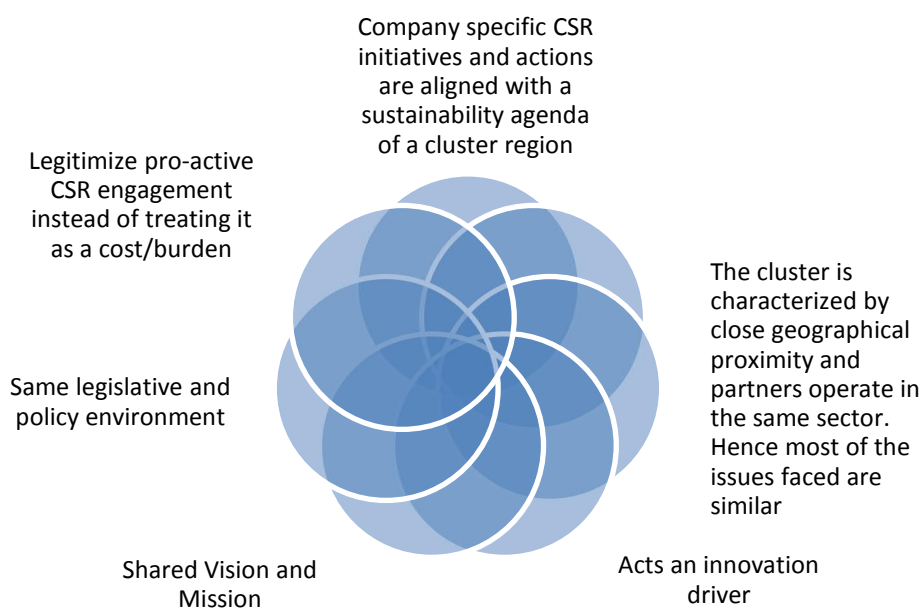 Company specific CSR
initiatives and actions
are aligned with a
sustainability agenda
of a cluster region
Legitimize pro-active
CSR engagement
instead of treating it
as a cost/burden
The cluster is
characterized by
close geographical
proximity and
partners operate in
the same sector.
Hence most of the
issues faced are
similar
Same legislative and
policy environment
Shared Vision and
Mission
Acts an innovation
driver